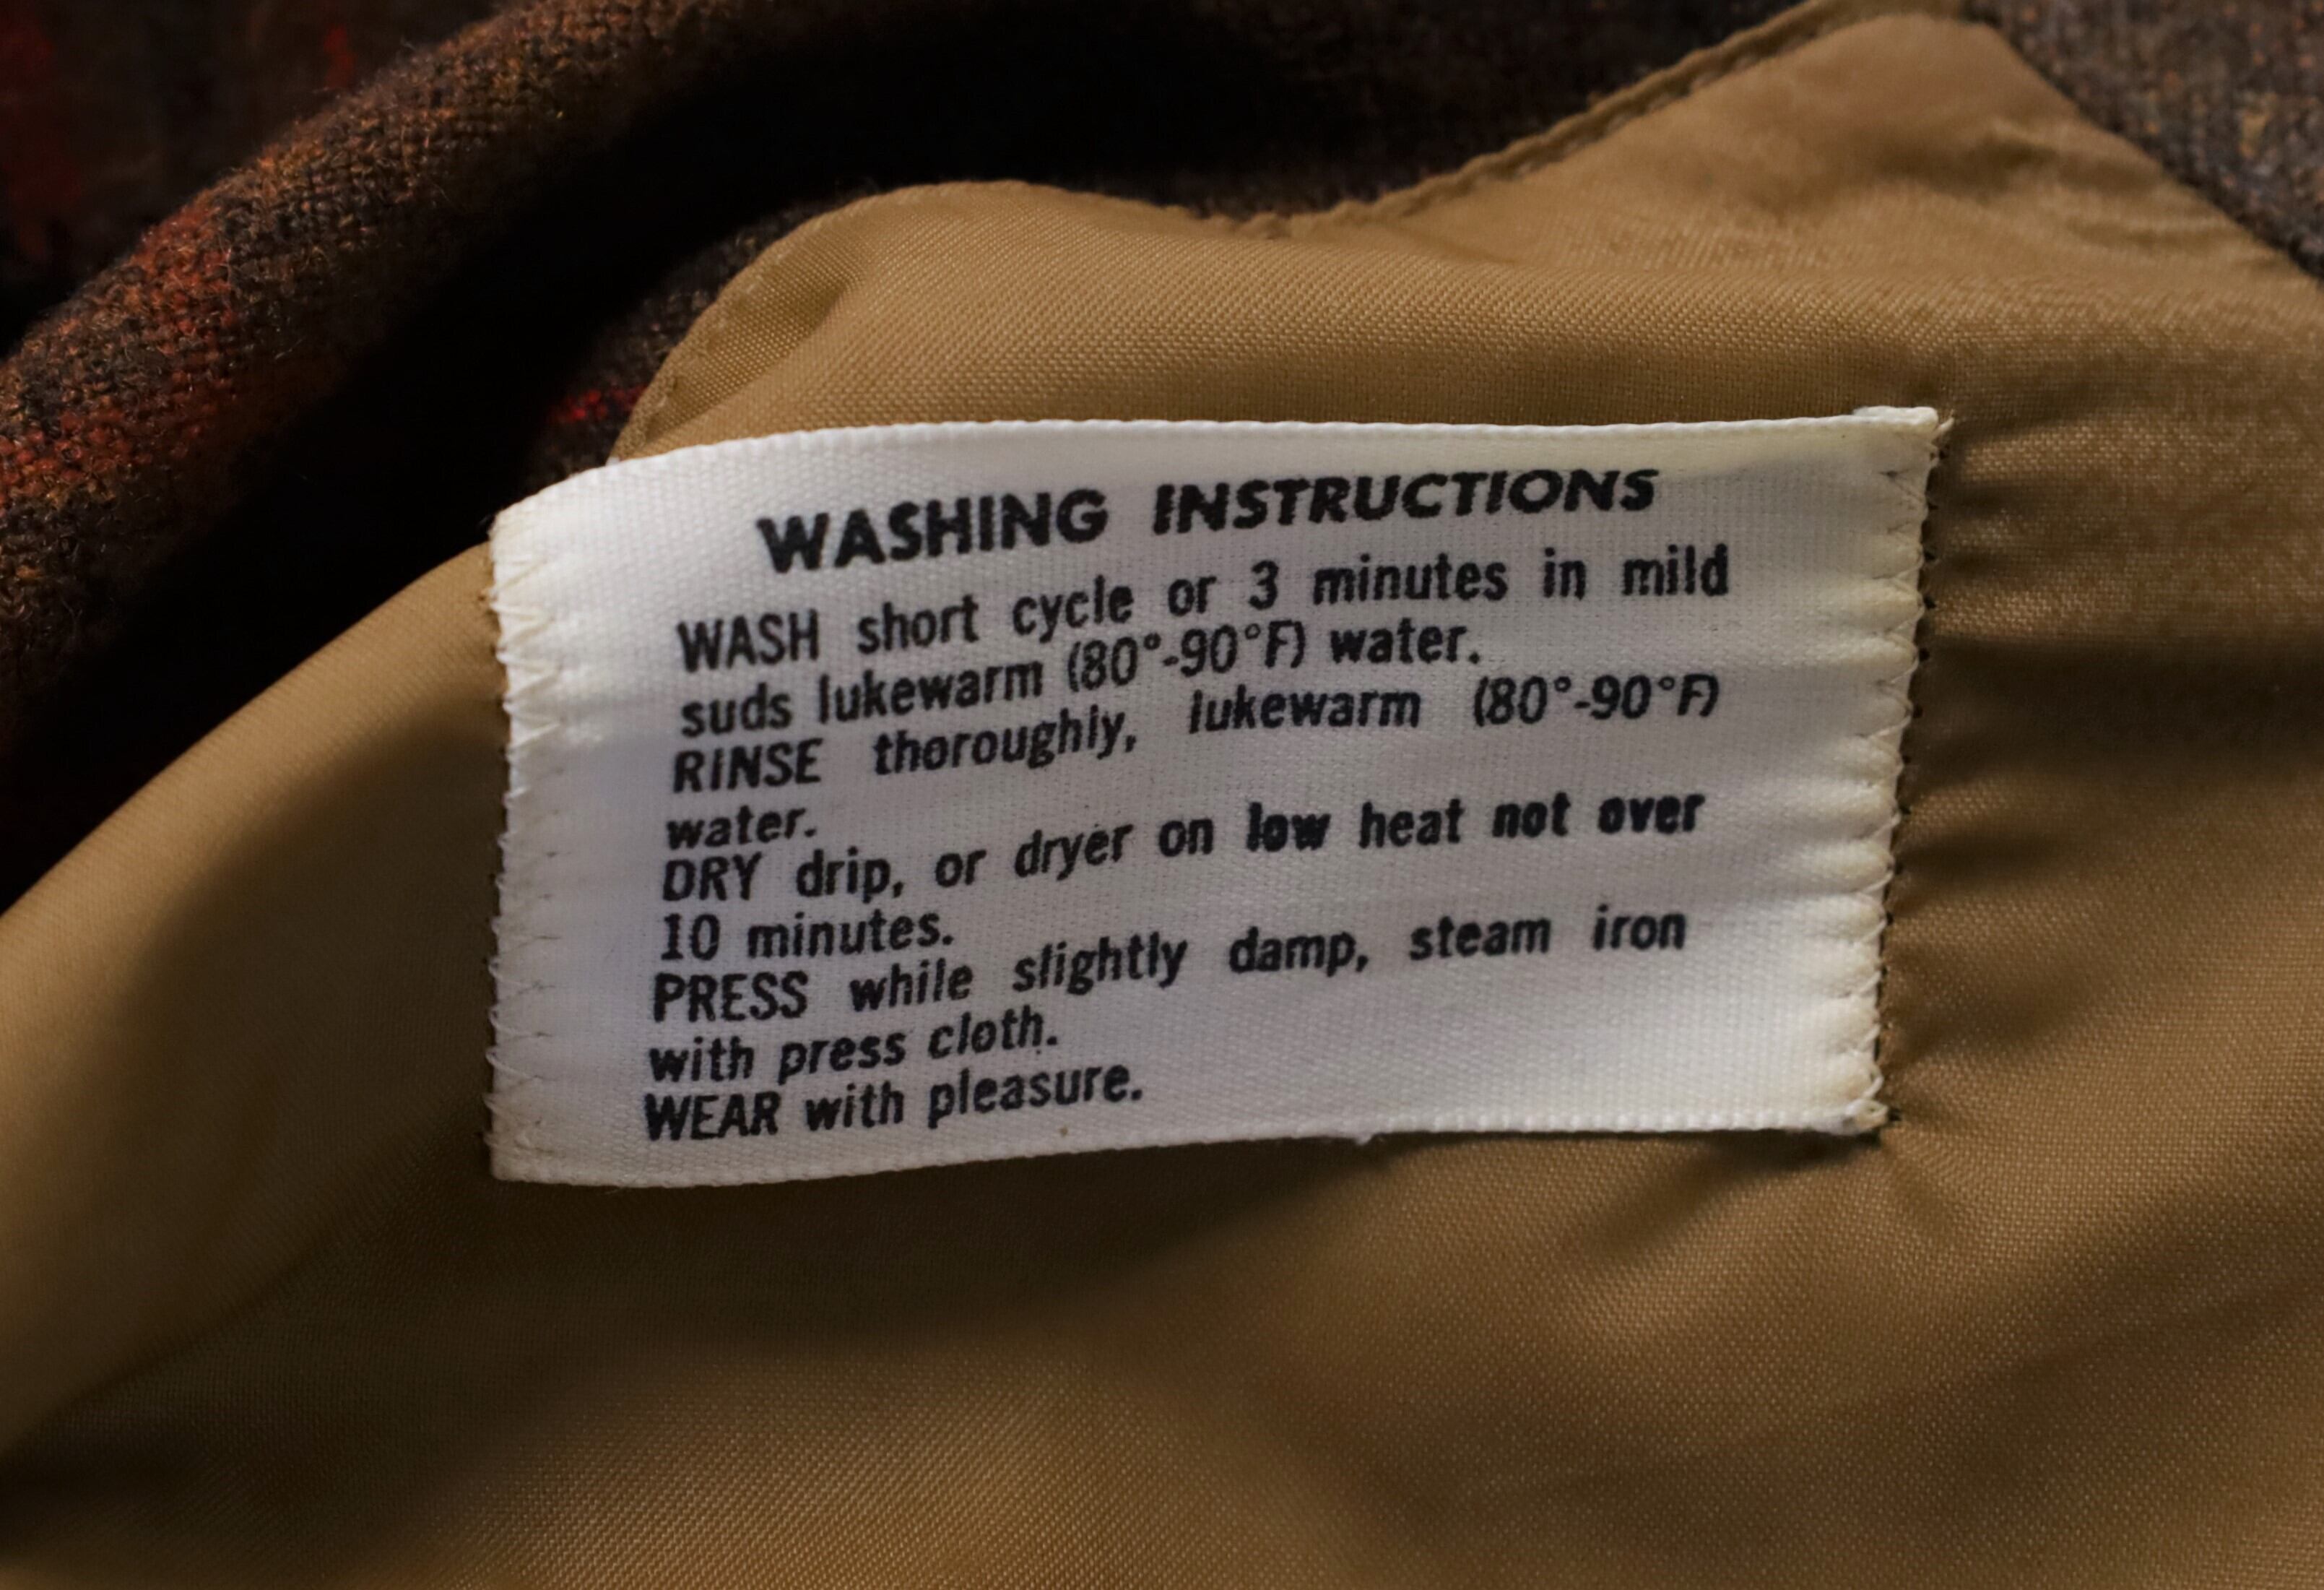 WASHING INSTRUCTIONS
WASH short cycle or 3 minutes in mild
suds lukewarm (80°-90°F) water.
RINSE thoroughly, lukewarm (80°-90°F)
water.
DRY drip, or dryer on low heat not over
10 minutes.
PRESS while slightly damp, steam iron
with press cloth.
WEAR with pleasure.